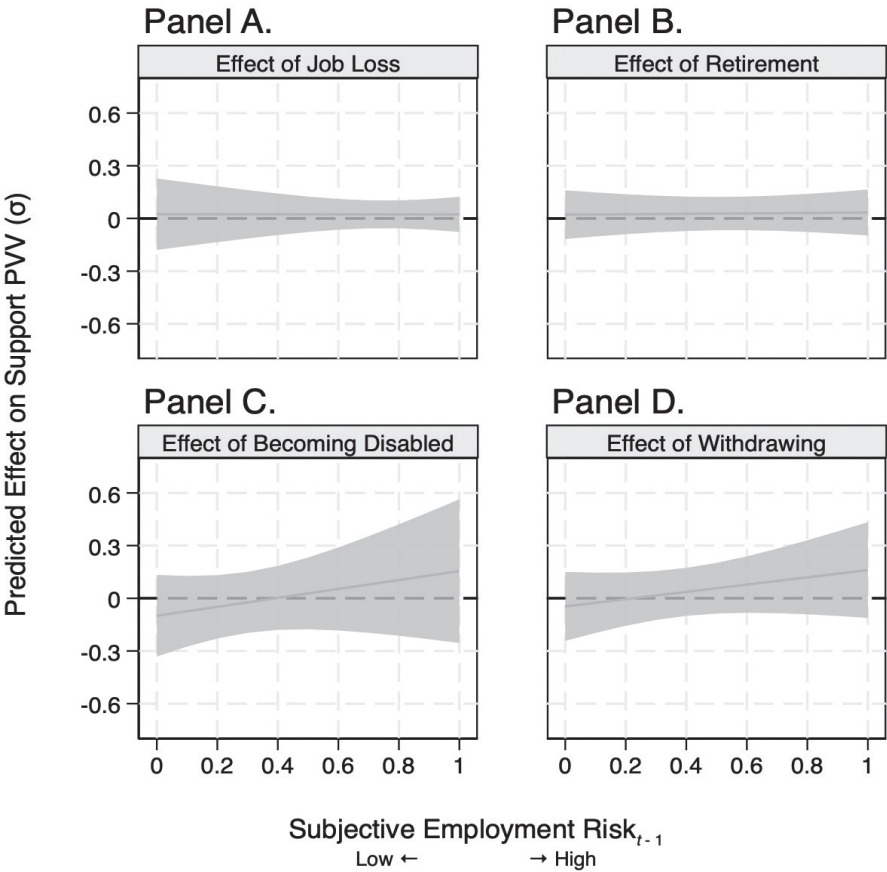 Panel A.
Panel B.
Effect of Job Loss
Effect of Retirement
0.6
0.3
0
-0.3
-0.6
Panel C.
Panel D.
Effect of Becoming Disabled
Effect of Withdrawing
0.6
0.3
0
-0.3
-0.6
0 0.2 0.4 0.6 0.8 1
0 0.2 0.4 0.6 0.8 1
Predicted Effect on Support PVV (σ)
Subjective Employment Risk t - 1
Low ← → High